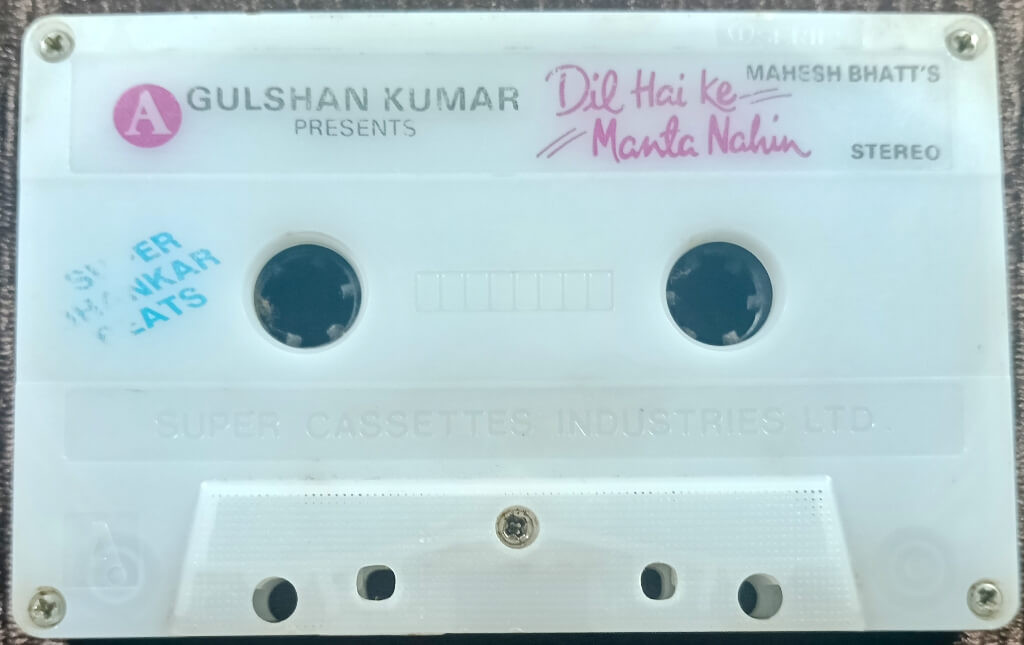 A
GULSHAN KUMAR
PRESENTS
MAHESH BHATT'S
Dil Hai Ke
Manta Nahin
STEREO
SUPER CASSETTES INDUSTRIES LTD.